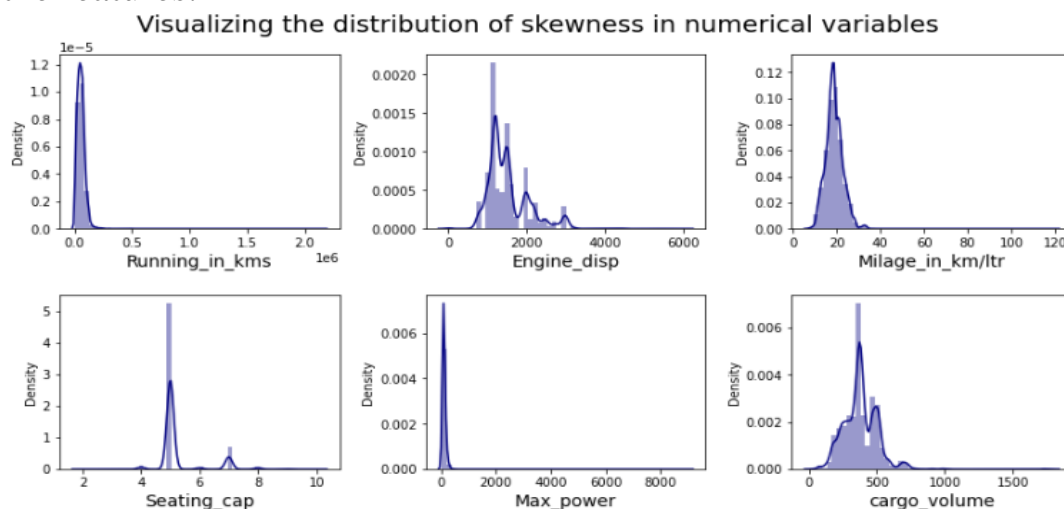 Visualizing the distribution of skewness in numerical variables
1e−5
1.2
1.0
0.8
0.6
0.4
0.2
0.0
Density
0.0 0.5 1.0 1.5 2.0
1e6
Running_in_kms
0.0020
0.0015
0.0010
0.0005
0.0000
Density
0 2000 4000 6000
Engine_disp
0.12
0.10
0.08
0.06
0.04
0.02
0.00
Density
0 20 40 60 80 100 120
Milage_in_km/ltr
5
4
3
2
1
0
Density
2 4 6 8 10
Seating_cap
0.006
0.004
0.002
0.000
Density
0 2000 4000 6000 8000
Max_power
0.006
0.004
0.002
0.000
Density
0 500 1000 1500
cargo_volume